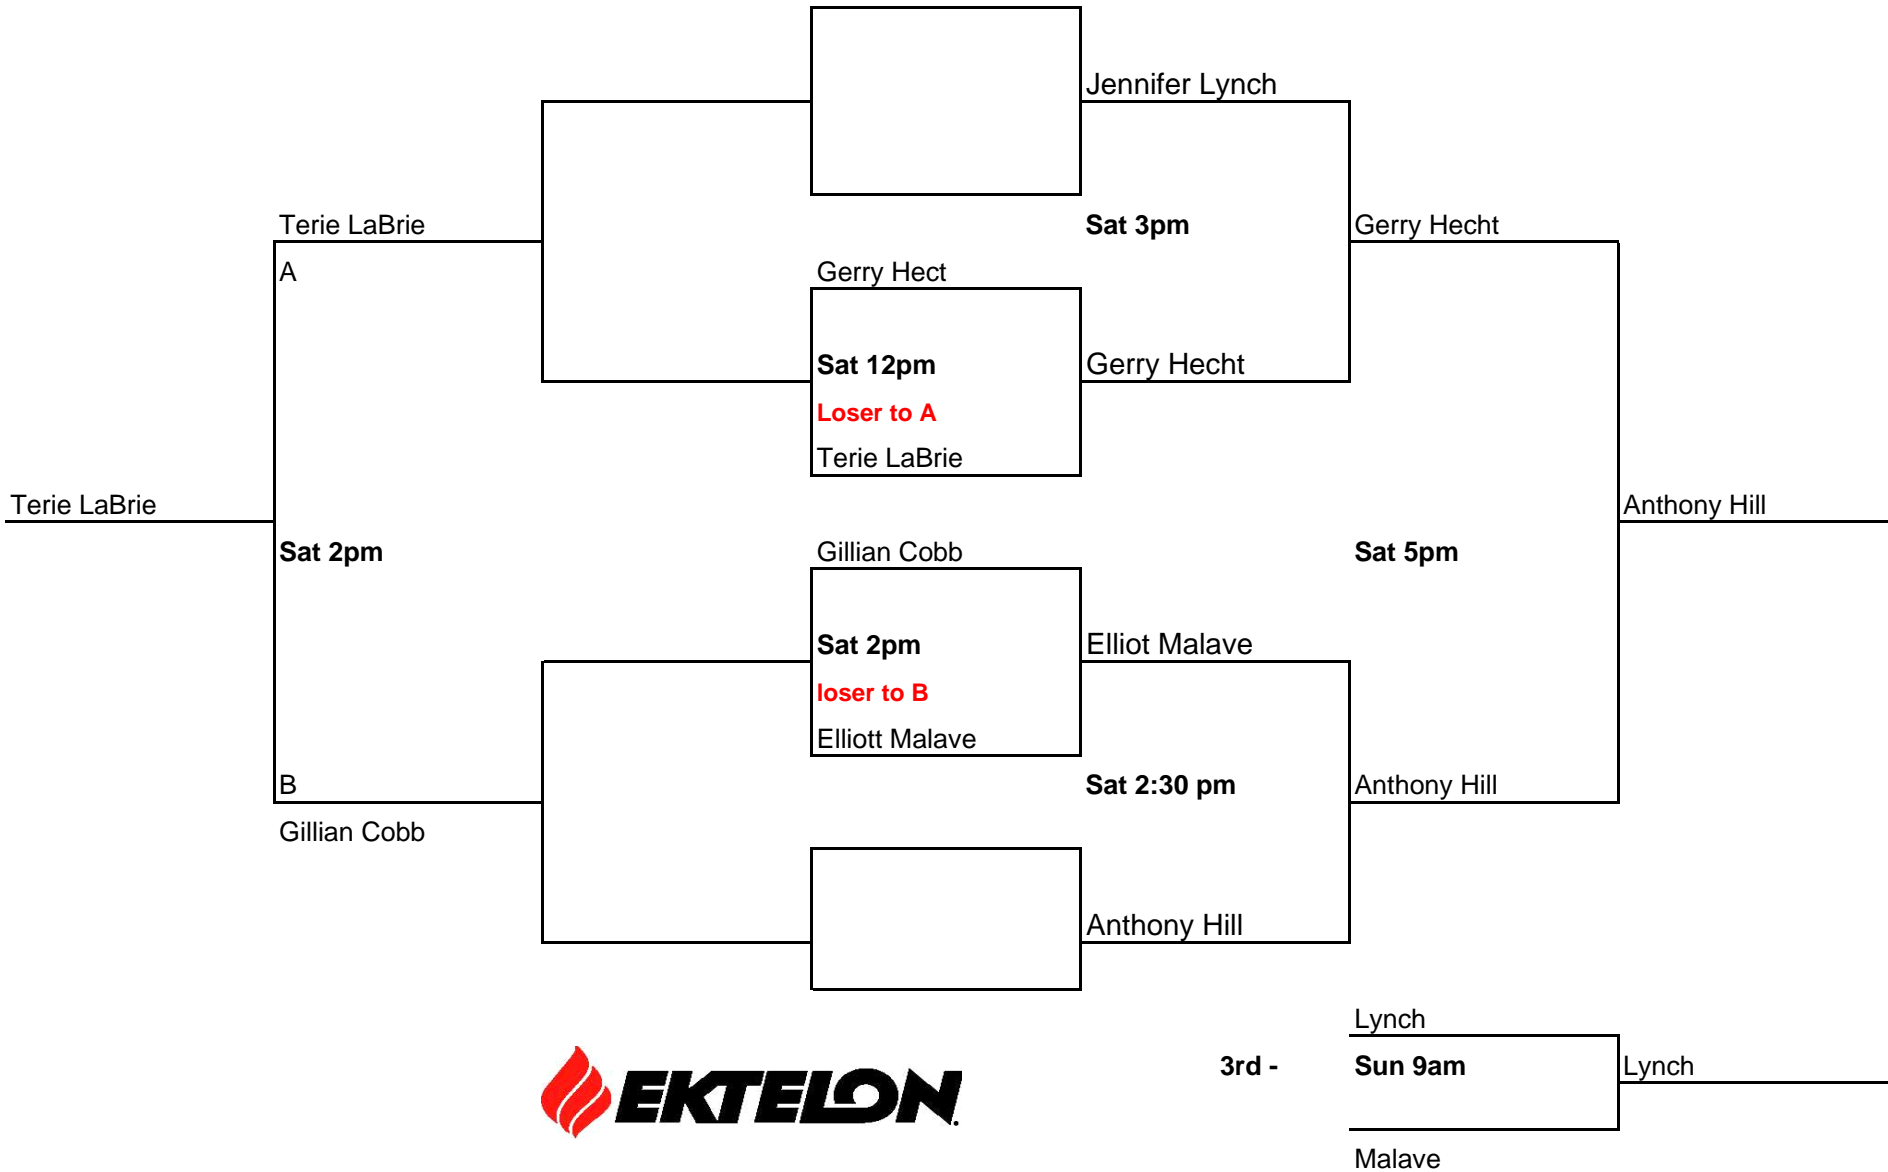 Jennifer Lynch
Terie LaBrie
Sat 3pm
Gerry Hecht
A
Gerry Hect
Sat 12pm
Gerry Hecht
Loser to A
Terie LaBrie
Terie LaBrie
Anthony Hill
Sat 2pm
Gillian Cobb
Sat 5pm
Sat 2pm
Elliot Malave
loser to B
Elliott Malave
B
Sat 2:30 pm
Anthony Hill
Gillian Cobb
Anthony Hill
Lynch
3rd -
Sun 9am
Lynch
EKTELON.
Malave